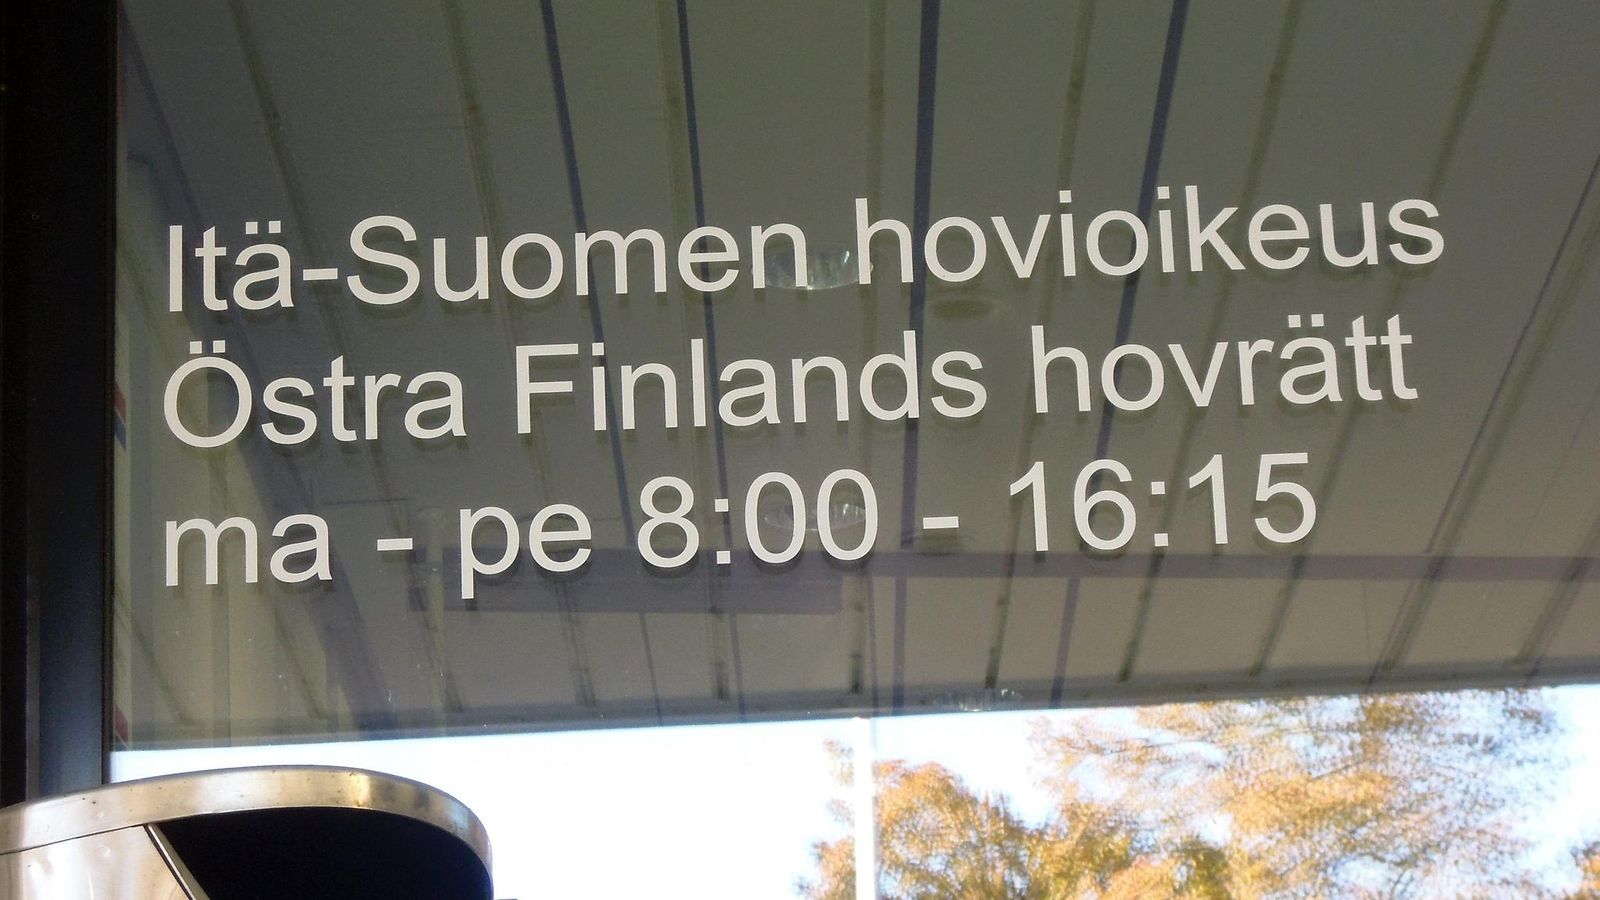 Itä-Suomen hovioikeus
Östra Finlands hovrätt
ma - pe 8:00 - 16:15